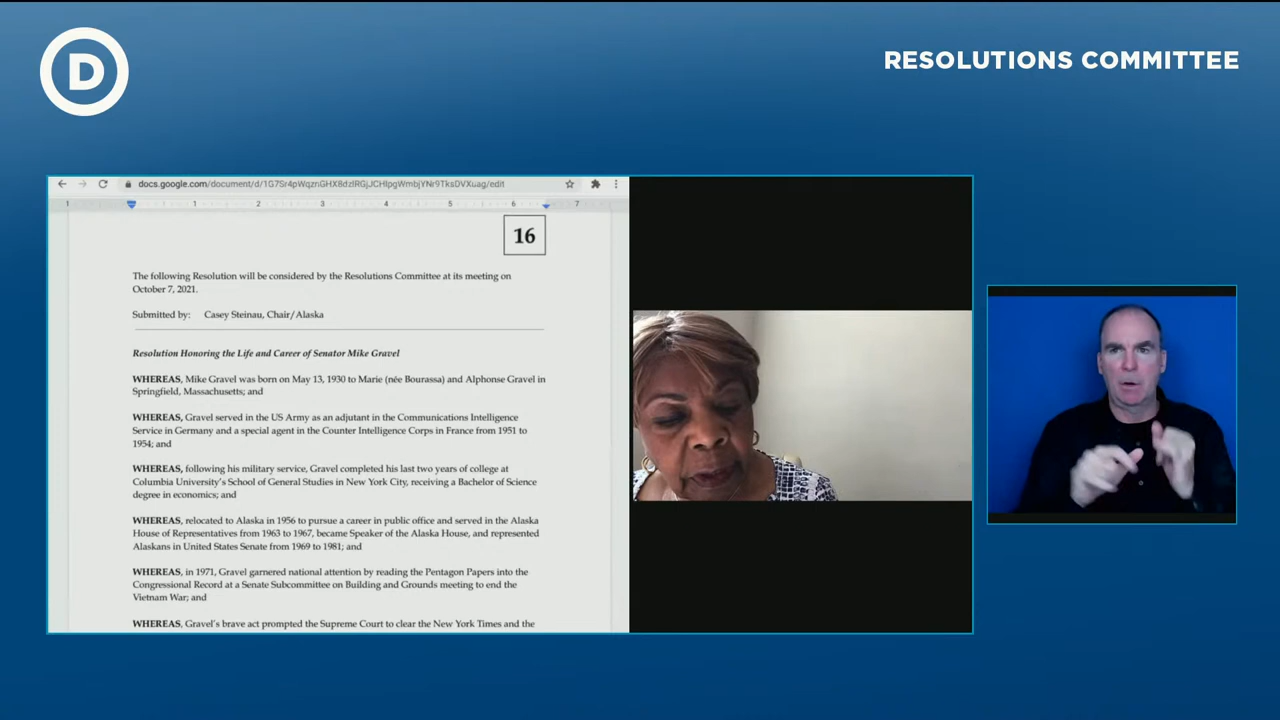 D
RESOLUTIONS COMMITTEE
docs.google.com/document/d/1G7Sr4pWqznGHX8dzlRGjJCHlpgWmbjYNr9TksDVXuag/edit
1 1 2 3 4 5 6 7
16
The following Resolution will be considered by the Resolutions Committee at its meeting on
October 7, 2021.
Submitted by: Casey Steinau, Chair/Alaska
Resolution Honoring the Life and Career of Senator Mike Gravel
WHEREAS, Mike Gravel was born on May 13, 1930 to Marie (née Bourassa) and Alphonse Gravel in
Springfield, Massachusetts; and
WHEREAS, Gravel served in the US Army as an adjutant in the Communications Intelligence
Service in Germany and a special agent in the Counter Intelligence Corps in France from 1951 to
1954; and
WHEREAS, following his military service, Gravel completed his last two years of college at
Columbia University's School of General Studies in New York City, receiving a Bachelor of Science
degree in economics; and
WHEREAS, relocated to Alaska in 1956 to pursue a career in public office and served in the Alaska
House of Representatives from 1963 to 1967, became Speaker of the Alaska House, and represented
Alaskans in United States Senate from 1969 to 1981; and
WHEREAS, in 1971, Gravel garnered national attention by reading the Pentagon Papers into the
Congressional Record at a Senate Subcommittee on Building and Grounds meeting to end the
Vietnam War; and
WHEREAS, Gravel's brave act prompted the Supreme Court to clear the New York Times and the